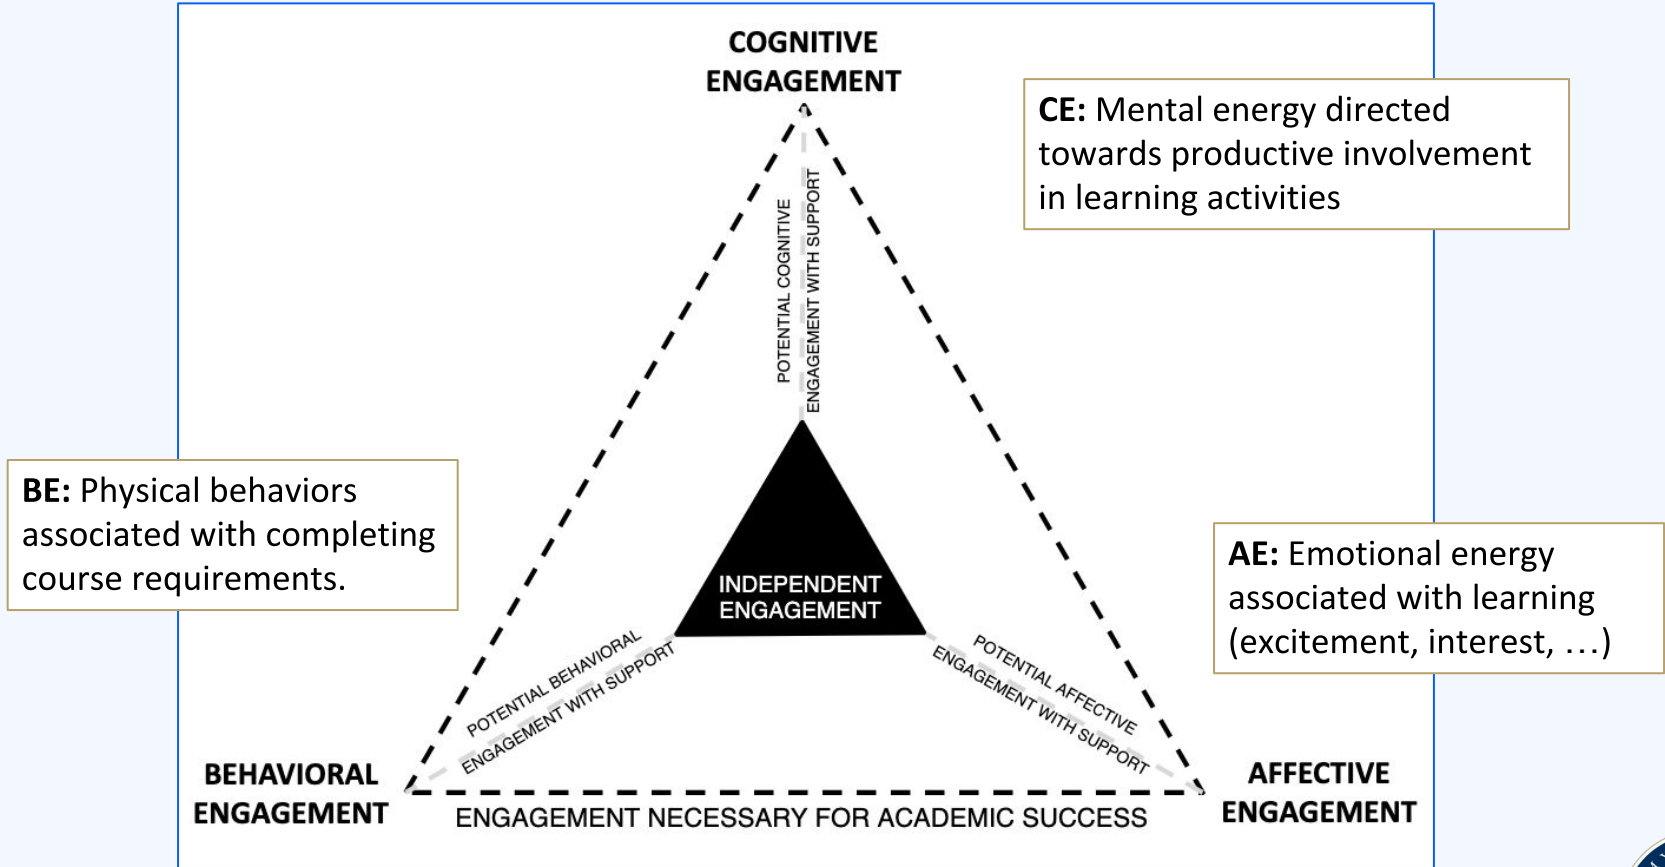 COGNITIVE
ENGAGEMENT
CE: Mental energy directed
towards productive involvement
in learning activities
POTENTIAL COGNITIVE
ENGAGEMENT WITH SUPPORT
BE: Physical behaviors
associated with completing
course requirements.
INDEPENDENT
ENGAGEMENT
AE: Emotional energy
associated with learning
(excitement, interest, ...)
POTENTIAL BEHAVIORAL
ENGAGEMENT WITH SUPPORT
POTENTIAL AFFECTIVE
ENGAGEMENT WITH SUPPORT
BEHAVIORAL
ENGAGEMENT
AFFECTIVE
ENGAGEMENT
ENGAGEMENT NECESSARY FOR ACADEMIC SUCCESS